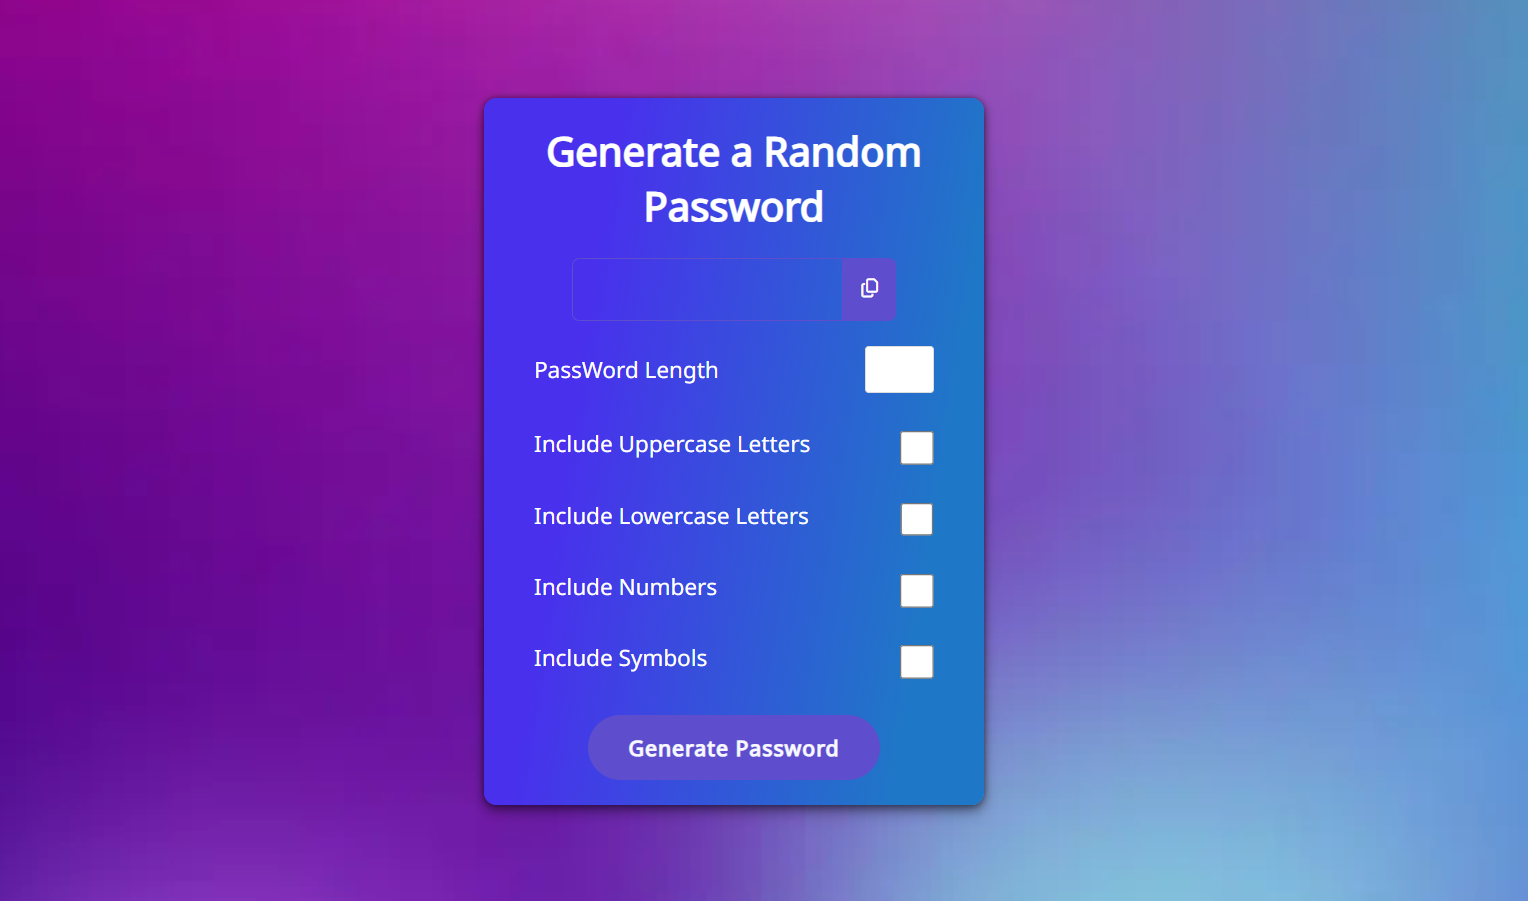 Generate a Random
Password
PassWord Length
Include Uppercase Letters
Include Lowercase Letters
Include Numbers
Include Symbols
Generate Password